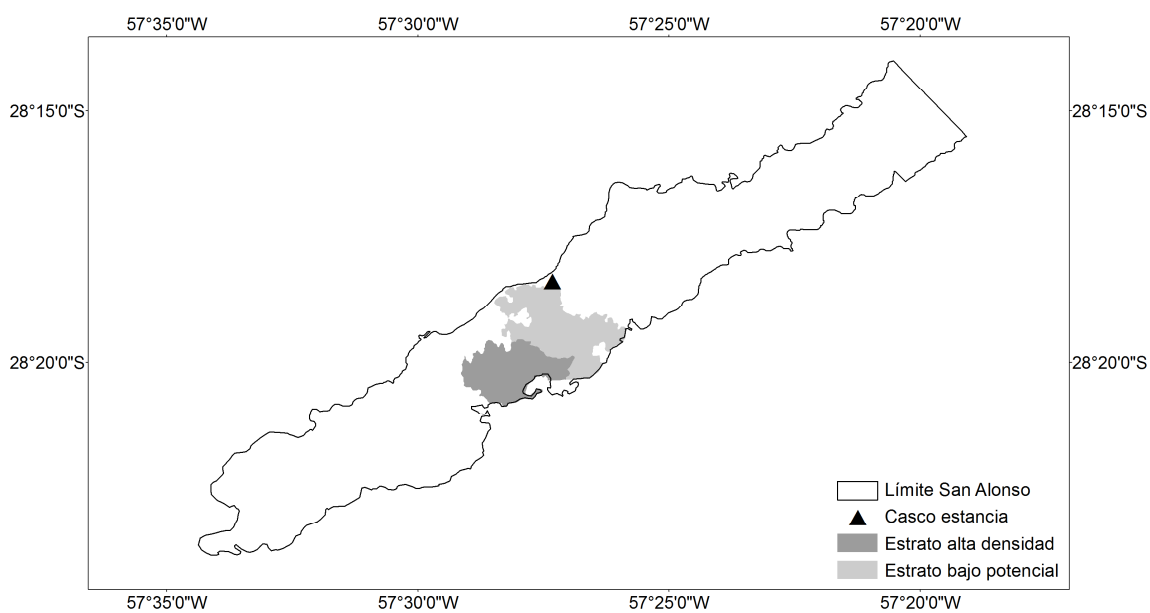 57°35'0"W 57°30'0"W 57°25'0"W 57°20'0"W
28°15'0"S 28°15'0"S
28°20'0"S 28°20'0"S
Límite San Alonso
Casco estancia
Estrato alta densidad
Estrato bajo potencial
57°35'0"W 57°30'0"W 57°25'0"W 57°20'0"W